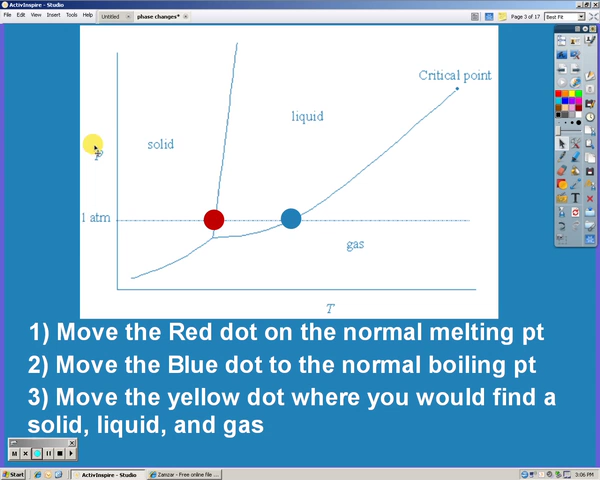 ActivInspire - Studio
File Edit View Insert Tools Help
Untitled
phase changes*
Page 3 of 17
Best Fit
Critical point
liquid
solid
P
1 atm
gas
T
1) Move the Red dot on the normal melting pt
2) Move the Blue dot to the normal boiling pt
3) Move the yellow dot where you would find a
solid, liquid, and gas
Start
ActivInspire - Studio
Zamzar - Free online file ...
3:06 PM